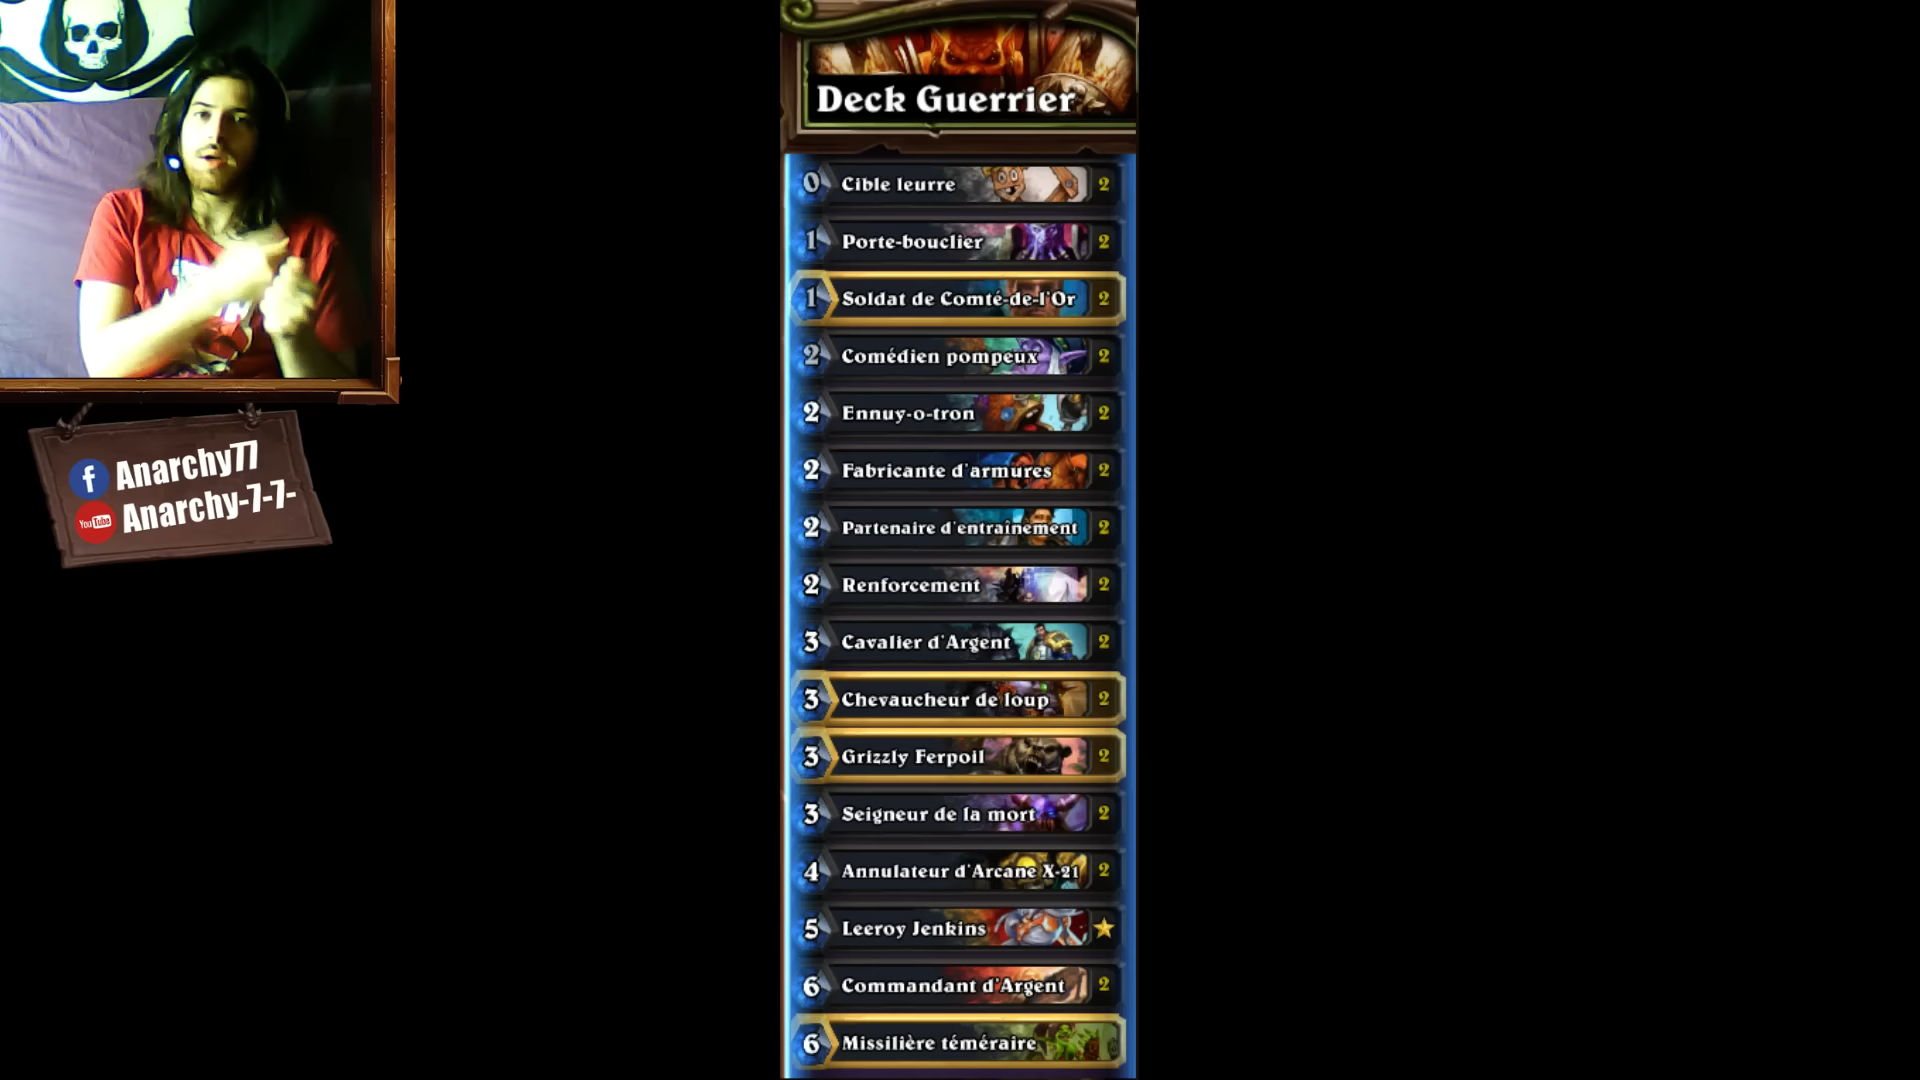 Deck Guerrier
0 Cible leurre 2
1 Porte-bouclier 2
1 Soldat de Comté-de-l'Or 2
2 Comédien pompeux 2
2 Ennuy-o-tron 2
2 Fabricante d'armures 2
2 Partenaire d'entraînement 2
2 Renforcement 2
3 Cavalier d'Argent 2
3 Chevaucheur de loup 2
3 Grizzly Ferpoil 2
3 Seigneur de la mort 2
4 Annulateur d'Arcane X-21 2
5 Leeroy Jenkins
6 Commandant d'Argent 2
6 Missilière téméraire
f Anarchy77
YouTube Anarchy-7-7-